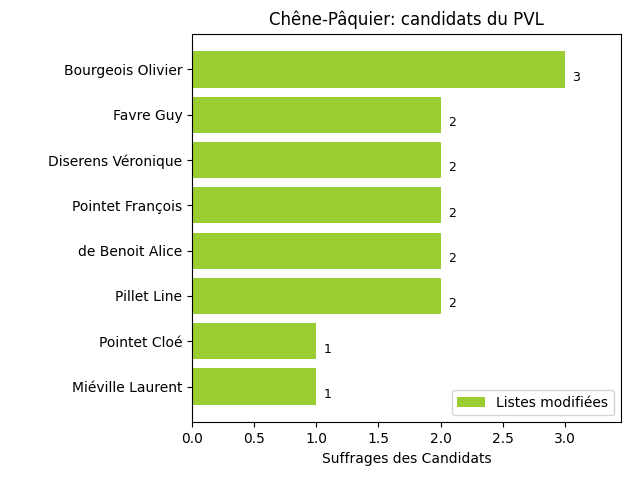 Chêne-Pâquier: candidats du PVL
Bourgeois Olivier 3
Favre Guy 2
Diserens Véronique 2
Pointet François 2
de Benoit Alice 2
Pillet Line 2
Pointet Cloé 1
Miéville Laurent 1
Listes modifiées
0.0 0.5 1.0 1.5 2.0 2.5 3.0
Suffrages des Candidats